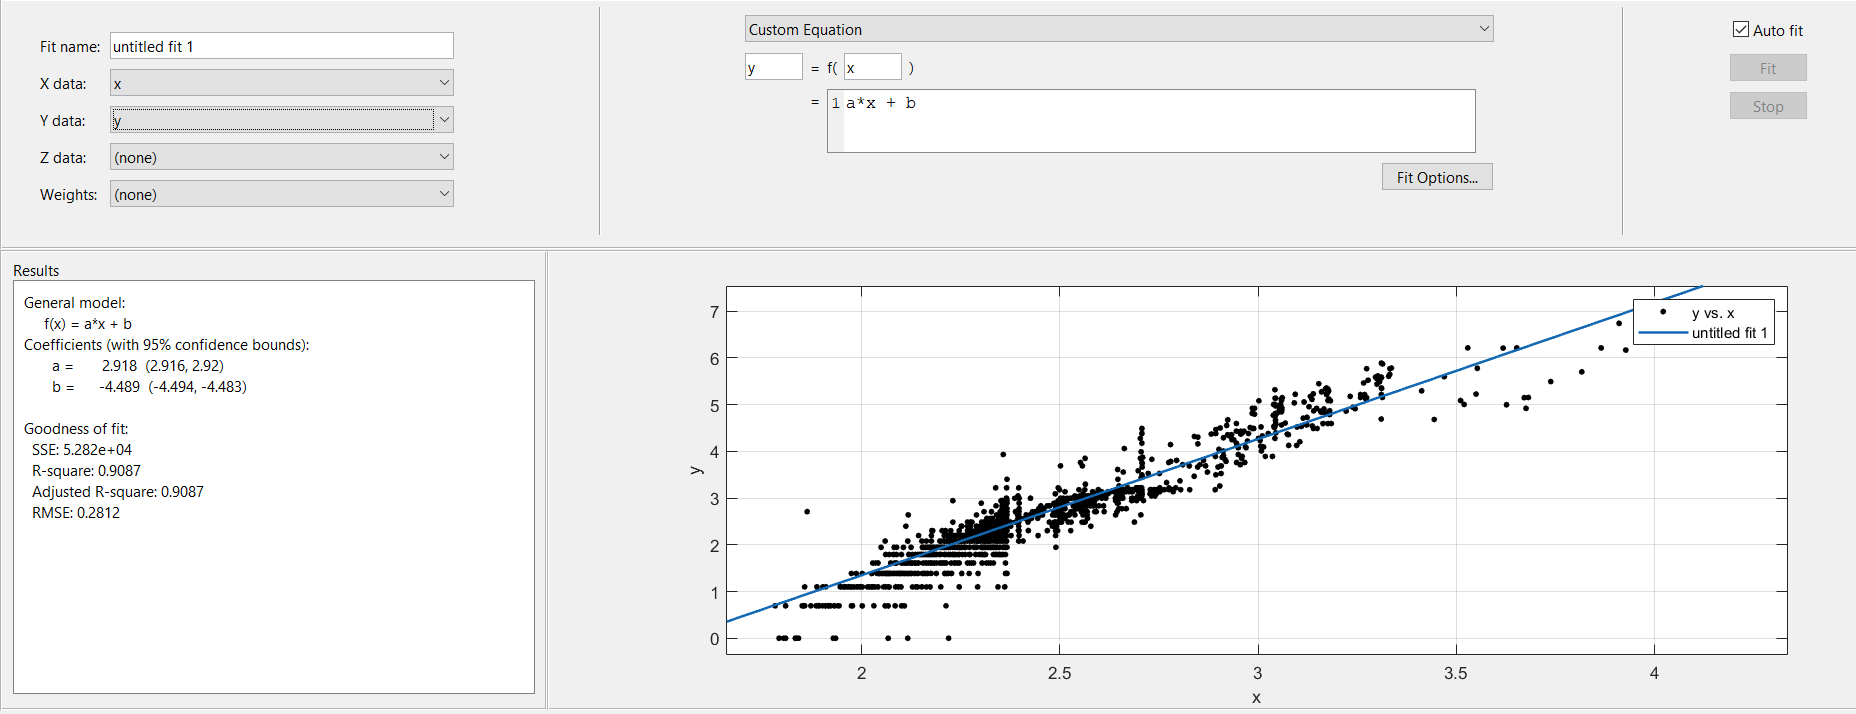 Fit name: untitled fit 1
X data: x
Y data: y
Z data: (none)
Weights: (none)
Custom Equation
y = f( x )
= 1 a*x + b
Fit Options...
Auto fit
Fit
Stop
Results
General model:
f(x) = a*x + b
Coefficients (with 95% confidence bounds):
a = 2.918 (2.916, 2.92)
b = -4.489 (-4.494, -4.483)
Goodness of fit:
SSE: 5.282e+04
R-square: 0.9087
Adjusted R-square: 0.9087
RMSE: 0.2812
y vs. x
untitled fit 1
7
6
5
4
3
2
1
0
y
2 2.5 3 3.5 4
x